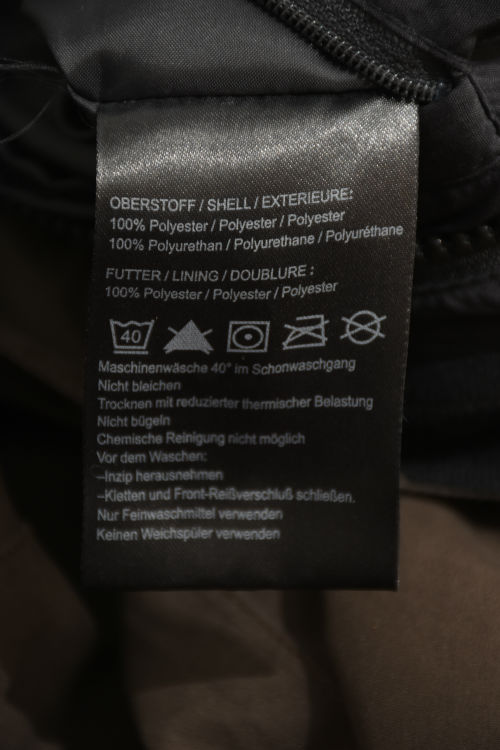 OBERSTOFF / SHELL / EXTERIEURE:
100% Polyester / Polyester / Polyester
100% Polyurethan / Polyurethane / Polyuréthane
FUTTER / LINING / DOUBLURE :
100% Polyester / Polyester / Polyester
40
Maschinenwäsche 40° im Schonwaschgang
Nicht bleichen
Trocknen mit reduzierter thermischer Belastung
Nicht bügeln
Chemische Reinigung nicht möglich
Vor dem Waschen:
–Inzip herausnehmen
–Kletten und Front-Reißverschluß schließen.
Nur Feinwaschmittel verwenden
Keinen Weichspüler verwenden